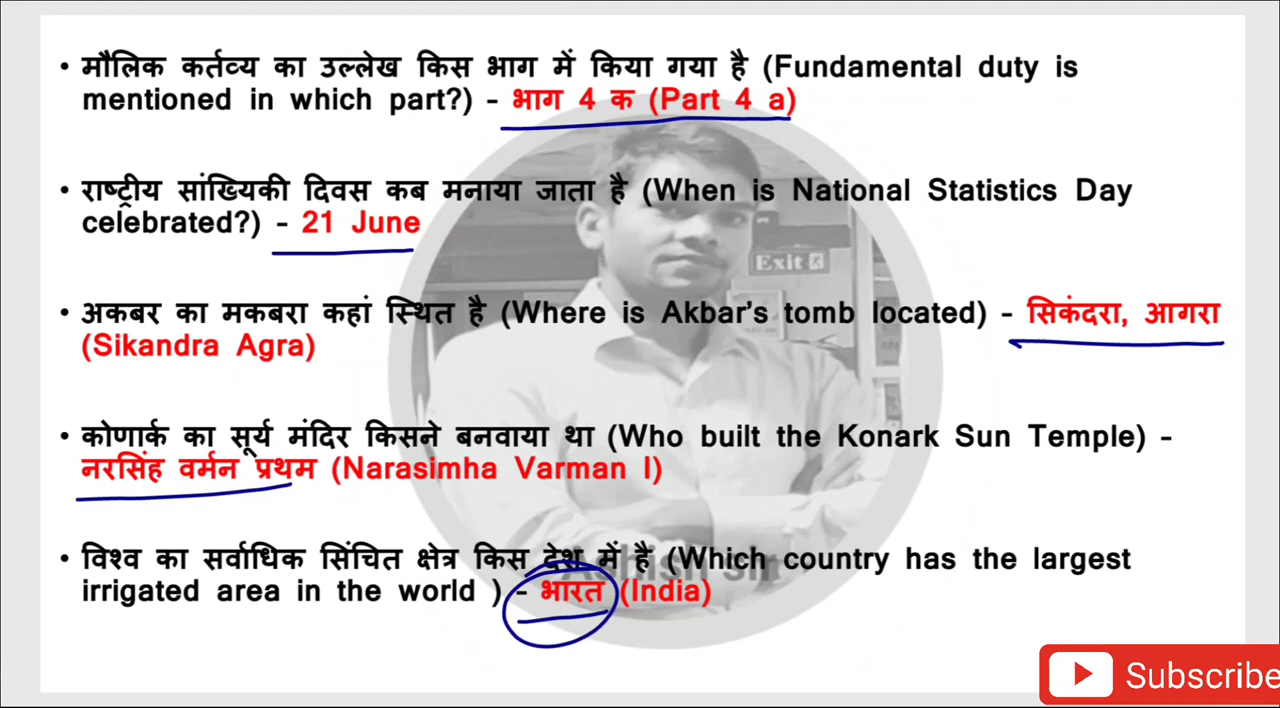 • मौलिक कर्तव्य का उल्लेख किस भाग में किया गया है (Fundamental duty is
mentioned in which part?) – भाग 4 क (Part 4 a)
• राष्ट्रीय सांख्यिकी दिवस कब मनाया जाता है (When is National Statistics Day
celebrated?) – 21 June
• अकबर का मकबरा कहां स्थित है (Where is Akbar's tomb located) – सिकंदरा, आगरा
(Sikandra Agra)
• कोणार्क का सूर्य मंदिर किसने बनवाया था (Who built the Konark Sun Temple) –
नरसिंह वर्मन प्रथम (Narasimha Varman I)
• विश्व का सर्वाधिक सिंचित क्षेत्र किस देश में है (Which country has the largest
irrigated area in the world ) – भारत (India)
Exit
Ashish sir
Subscribe